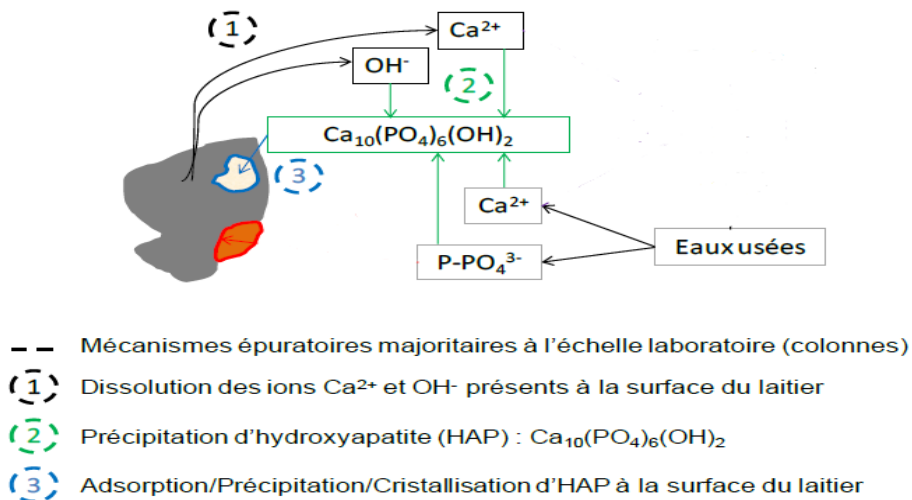 1
Ca²⁺
OH⁻
2
Ca₁₀(PO₄)₆(OH)₂
3
Ca²⁺
Eaux usées
P-PO₄³⁻
Mécanismes épuratoires majoritaires à l’échelle laboratoire (colonnes)
1 Dissolution des ions Ca²⁺ et OH- présents à la surface du laitier
2 Précipitation d’hydroxyapatite (HAP) : Ca₁₀(PO₄)₆(OH)₂
3 Adsorption/Précipitation/Cristallisation d’HAP à la surface du laitier